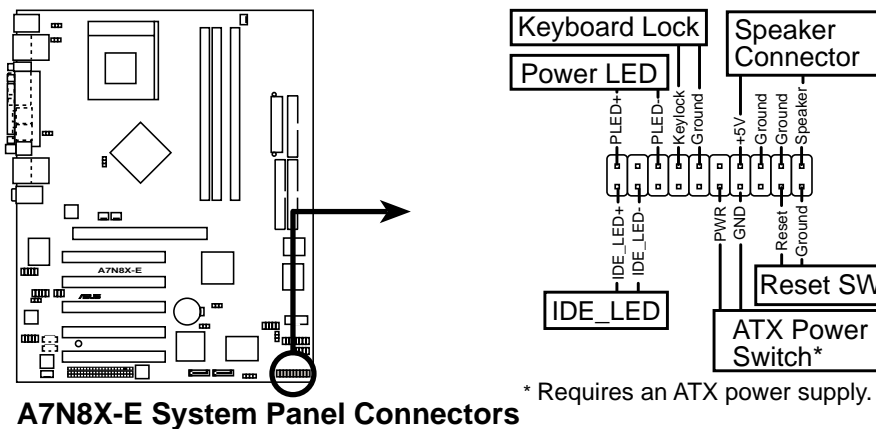 Keyboard Lock
Speaker
Connector
Power LED
PLED+
PLED-
Keylock
Ground
+5V
Ground
Ground
Speaker
IDE_LED+
IDE_LED-
PWR
GND
Reset
Ground
IDE_LED
Reset SW
ATX Power
Switch*
* Requires an ATX power supply.
A7N8X-E
ASUS
A7N8X-E System Panel Connectors